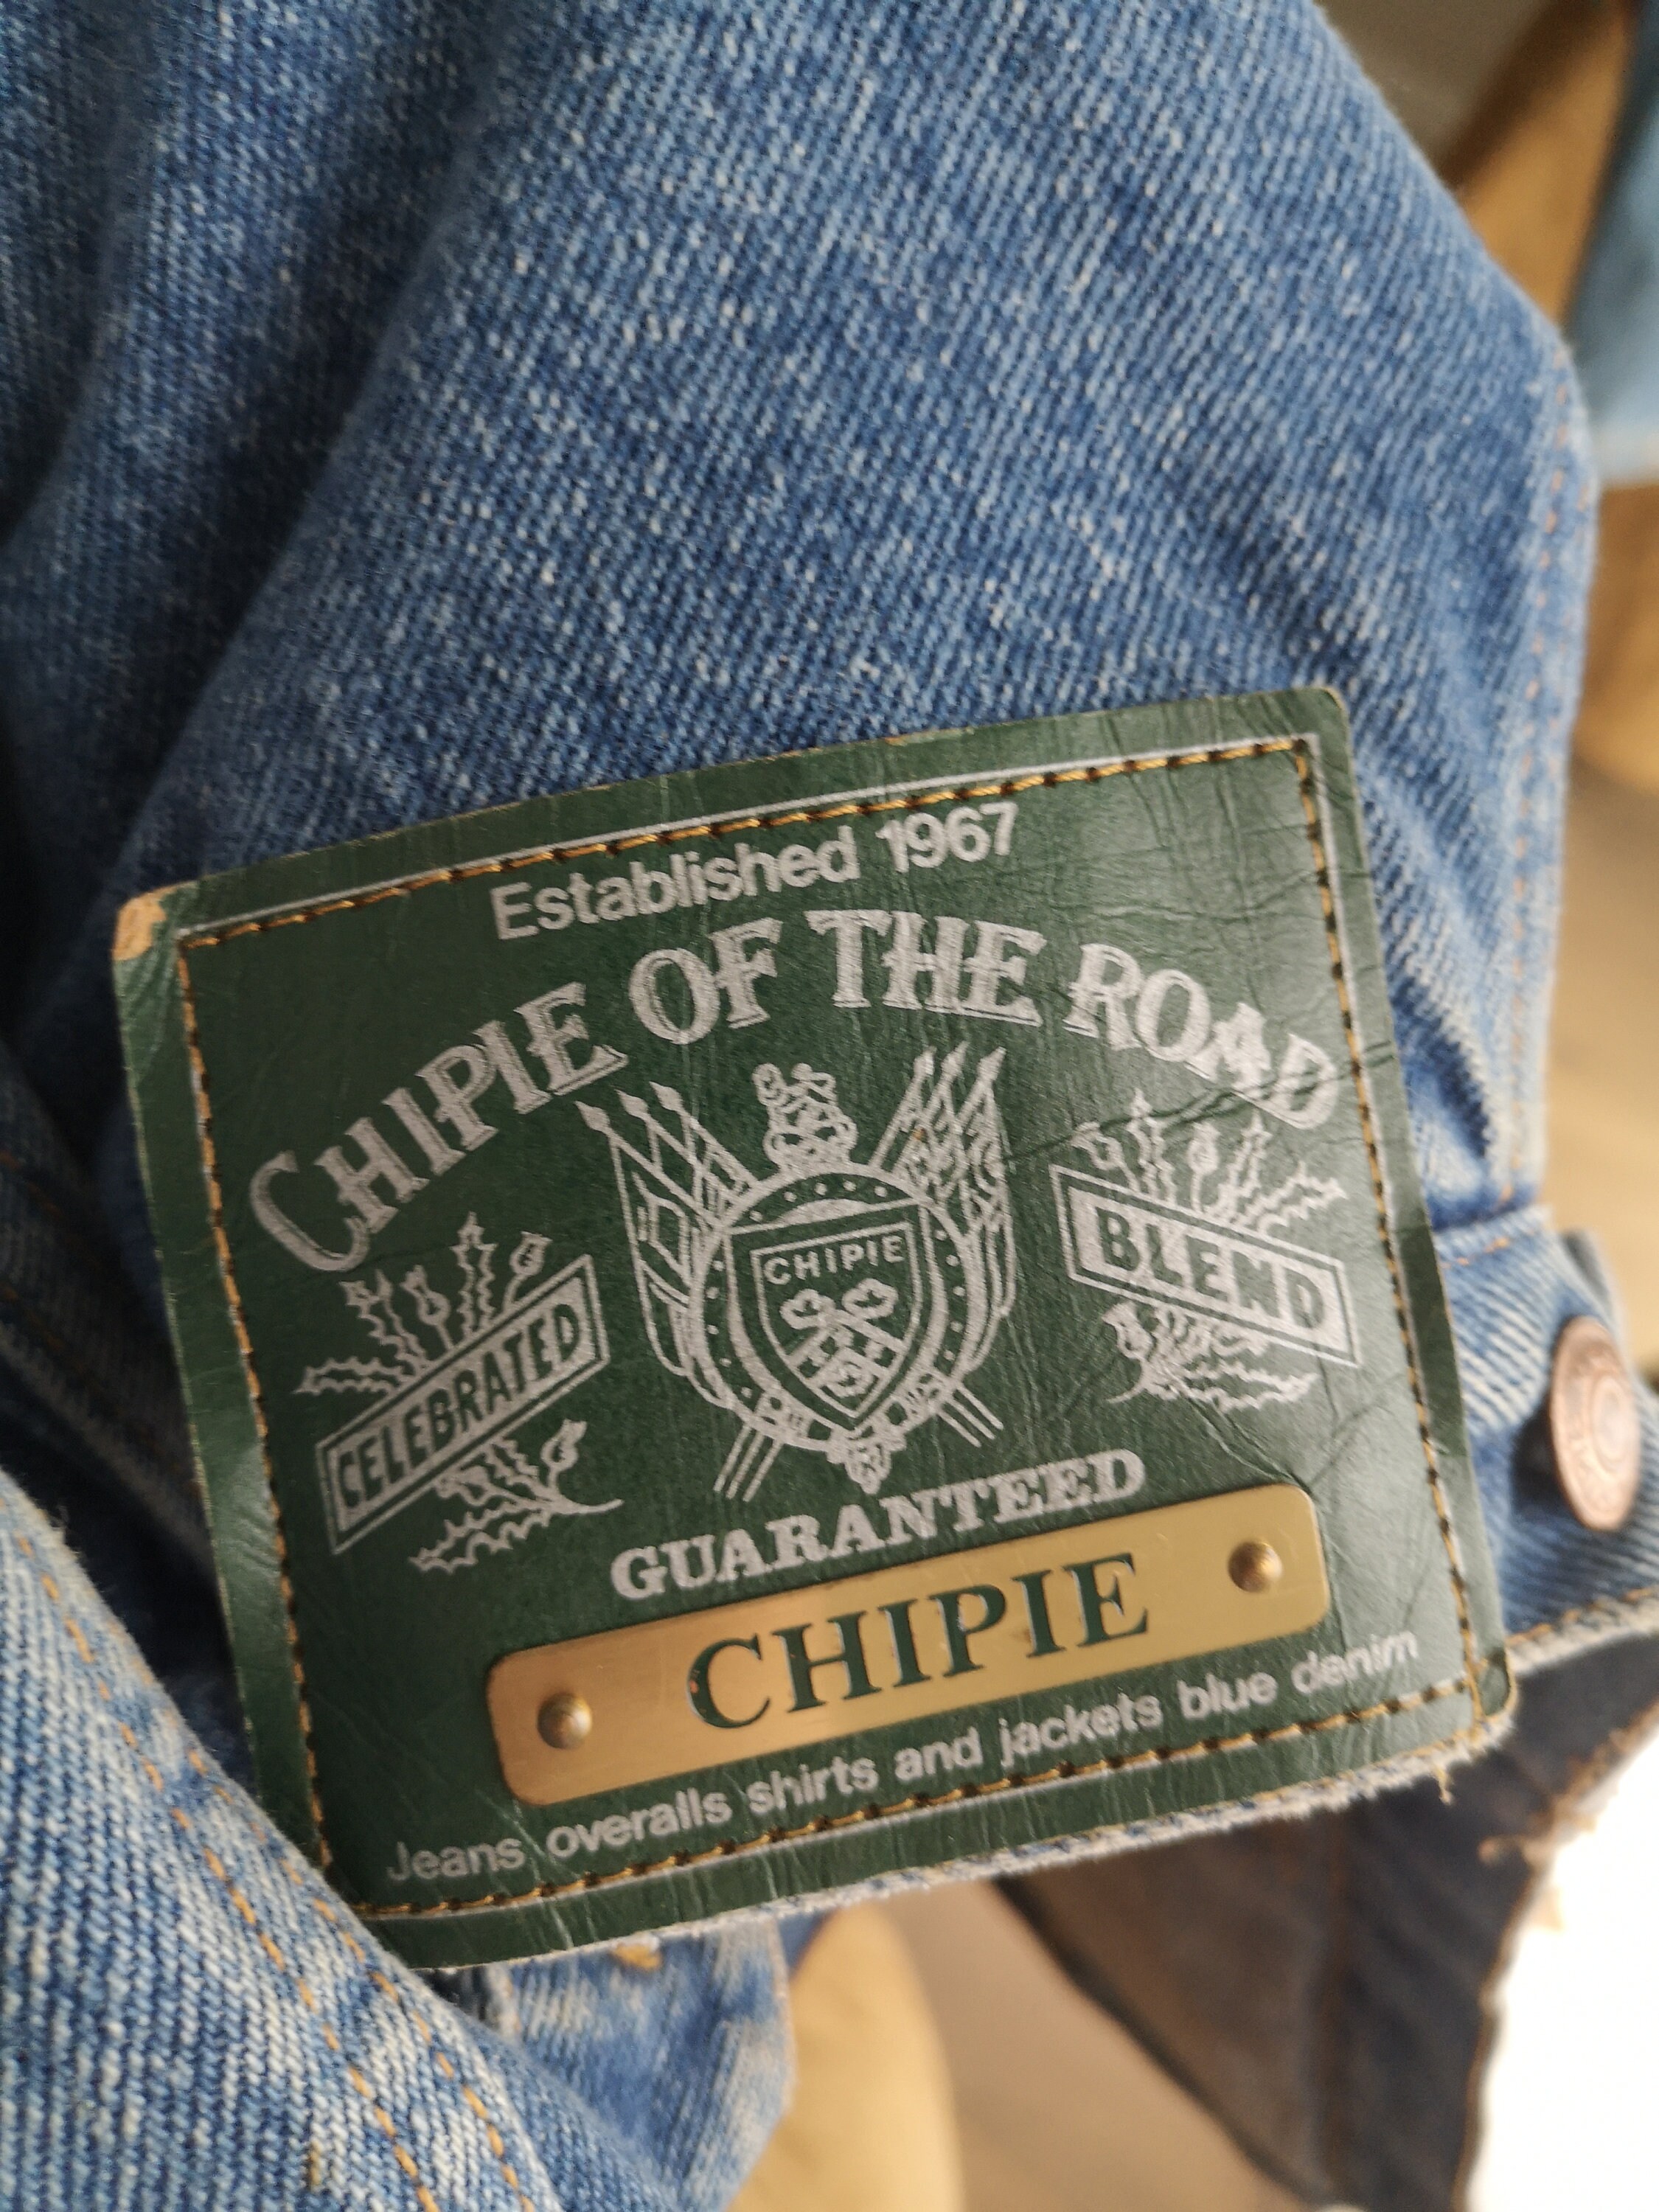 Established 1967
CHIPIE OF THE ROAD
CHIPIE
CELEBRATED
BLEND
GUARANTEED
CHIPIE
Jeans overalls shirts and jackets blue denim